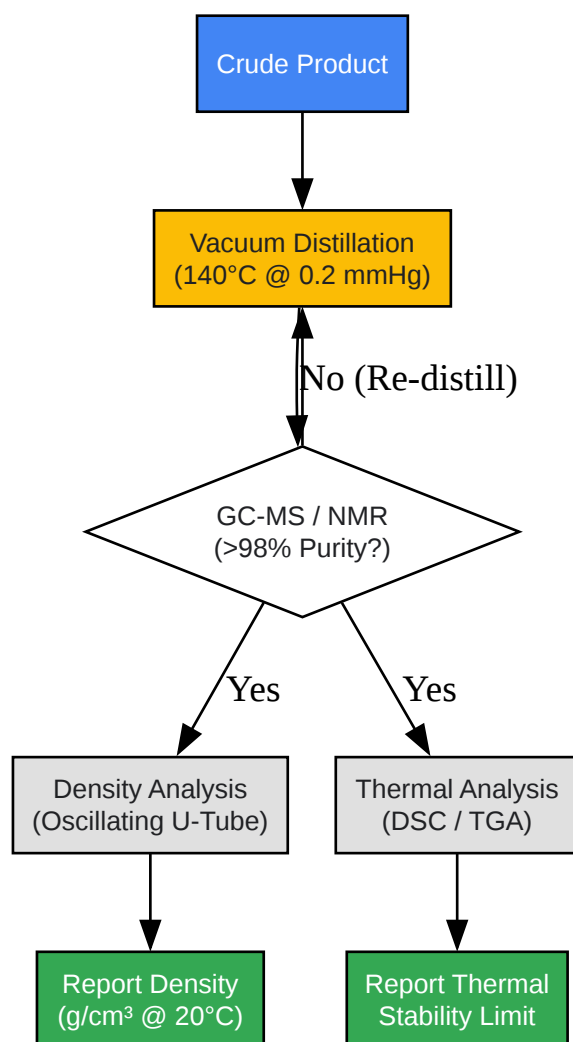 Crude Product
Vacuum Distillation
(140°C @ 0.2 mmHg)
No (Re-distill)
GC-MS / NMR
(>98% Purity?)
Yes
Yes
Density Analysis
(Oscillating U-Tube)
Thermal Analysis
(DSC / TGA)
Report Density
(g/cm³ @ 20°C)
Report Thermal
Stability Limit